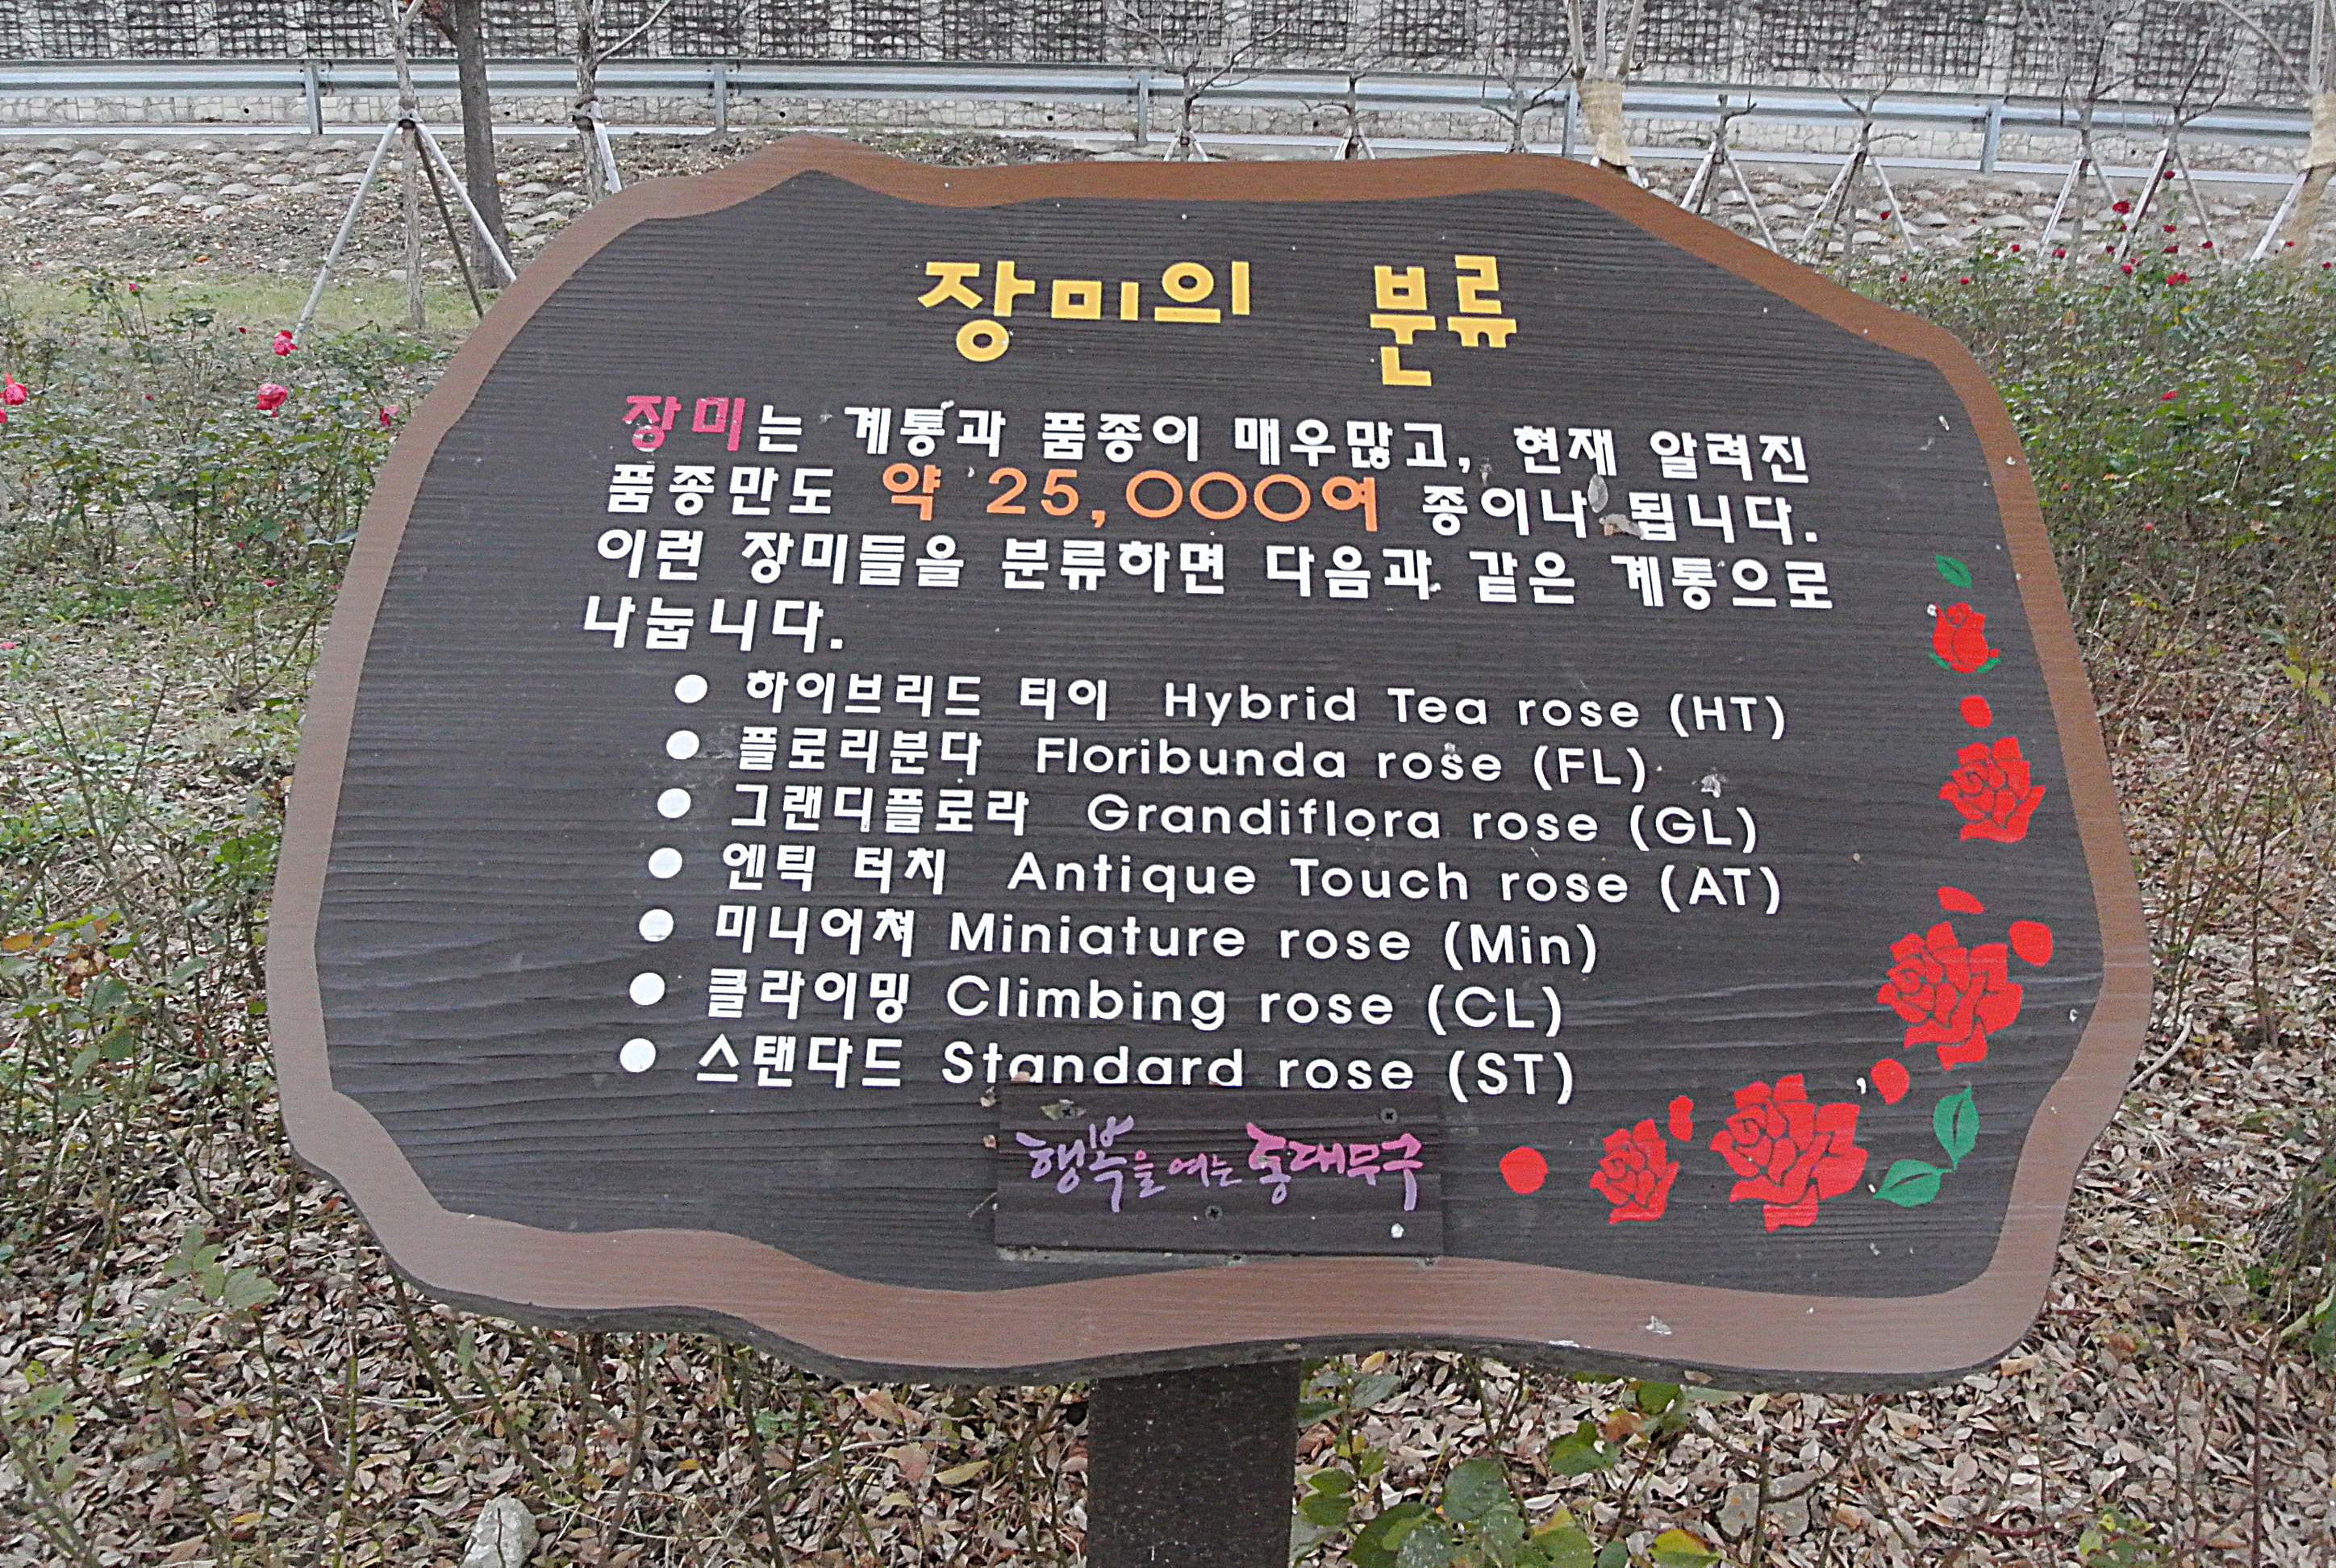 장미의 분류
장미는 계통과 품종이 매우많고, 현재 알려진
품종만도 약 25,000여 종이나 됩니다.
이런 장미들을 분류하면 다음과 같은 계통으로
나눕니다.
● 하이브리드 티이 Hybrid Tea rose (HT)
● 플로리분다 Floribunda rose (FL)
● 그랜디플로라 Grandiflora rose (GL)
● 엔틱 터치 Antique Touch rose (AT)
● 미니어쳐 Miniature rose (Min)
● 클라이밍 Climbing rose (CL)
● 스탠다드 Standard rose (ST)
행복을 여는 동대문구